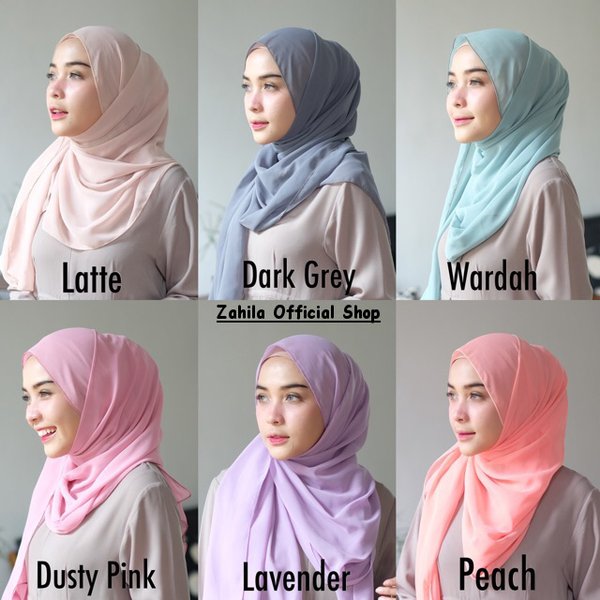 Latte
Dark Grey
Wardah
Zahila Official Shop
Dusty Pink
Lavender
Peach